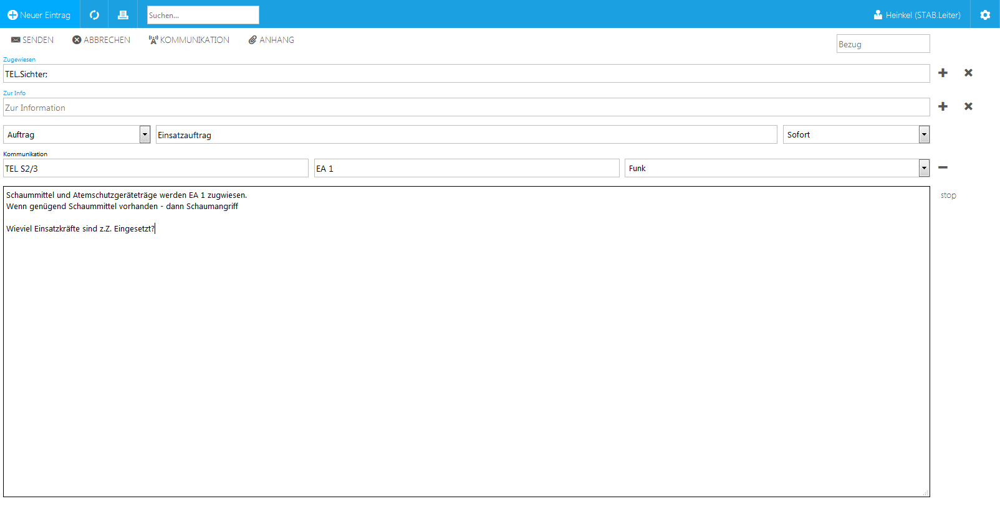 Neuer Eintrag
Suchen...
Heinkel (STAB.Leiter)
SENDEN
ABBRECHEN
KOMMUNIKATION
ANHANG
Bezug
Zugewiesen
TEL.Sichter;
Zur Info
Zur Information
Auftrag
Einsatzauftrag
Sofort
Kommunikation
TEL S2/3
EA 1
Funk
Schaummittel und Atemschutzgeräteträge werden EA 1 zugwiesen.
Wenn genügend Schaummittel vorhanden - dann Schaumangriff
Wieviel Einsatzkräfte sind z.Z. Eingesetzt?
stop